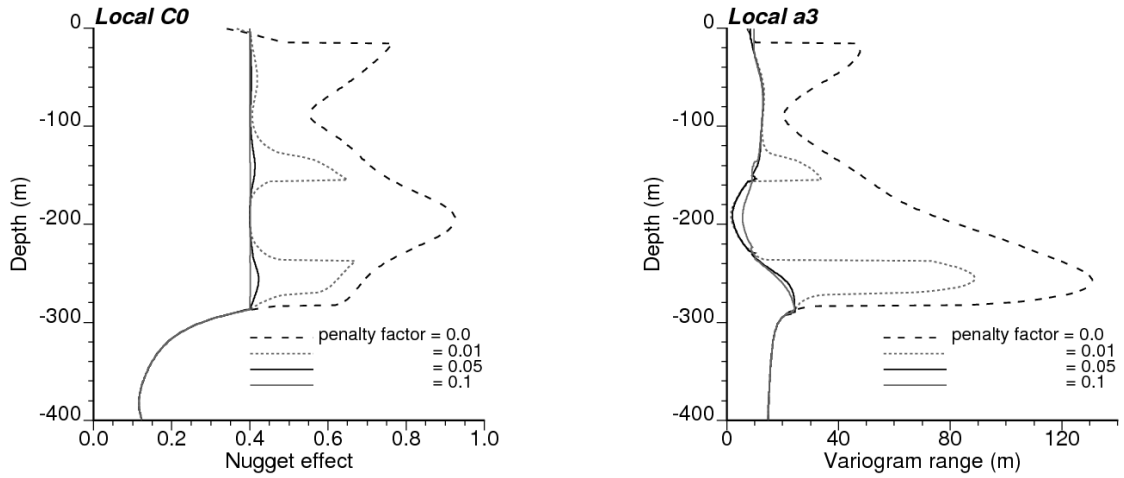 Local C0
0
-100
-200
-300
-400
Depth (m)
penalty factor = 0.0
= 0.01
= 0.05
= 0.1
0.0 0.2 0.4 0.6 0.8 1.0
Nugget effect
Local a3
0
-100
-200
-300
-400
Depth (m)
penalty factor = 0.0
= 0.01
= 0.05
= 0.1
0 40 80 120
Variogram range (m)